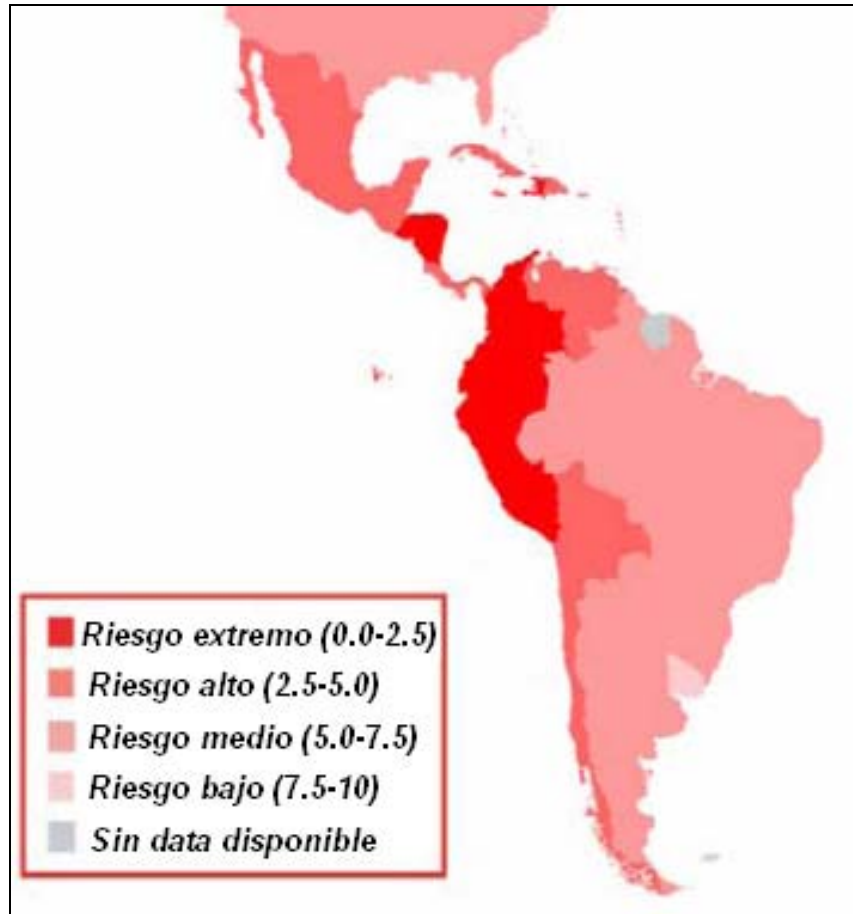 Riesgo extremo (0.0-2.5)
Riesgo alto (2.5-5.0)
Riesgo medio (5.0-7.5)
Riesgo bajo (7.5-10)
Sin data disponible